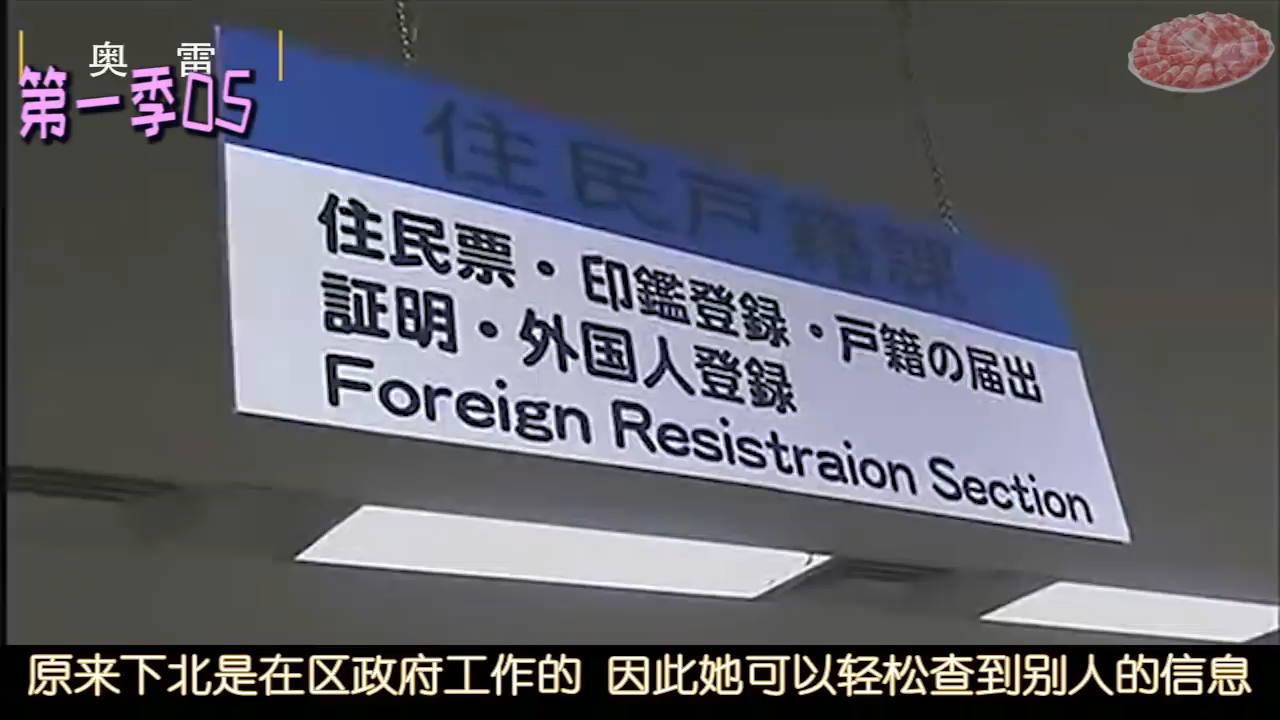 奥 雷
第一季05
住民戸籍課
住民票・印鑑登録・戸籍の届出
証明・外国人登録
Foreign Resistraion Section
原来下北是在区政府工作的 因此她可以轻松查到别人的信息